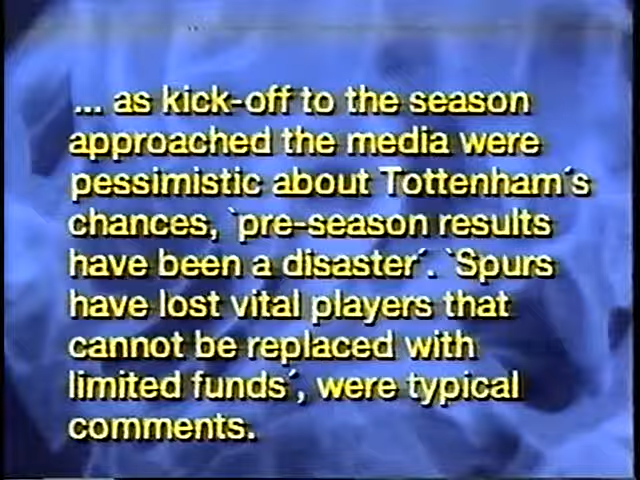 ... as kick-off to the season
approached the media were
pessimistic about Tottenham´s
chances, `pre-season results
have been a disaster´. `Spurs
have lost vital players that
cannot be replaced with
limited funds´, were typical
comments.